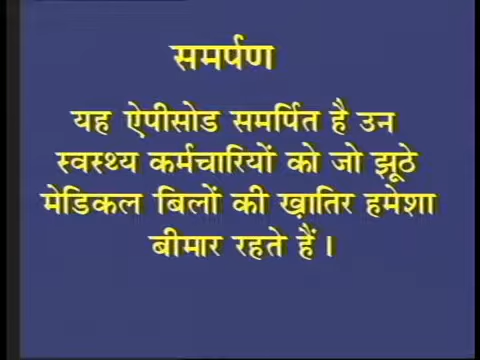 समर्पण
यह ऐपीसोड समर्पित है उन
स्वस्थ्य कर्मचारियों को जो झूठे
मेडिकल बिलों की ख़ातिर हमेशा
बीमार रहते हैं।